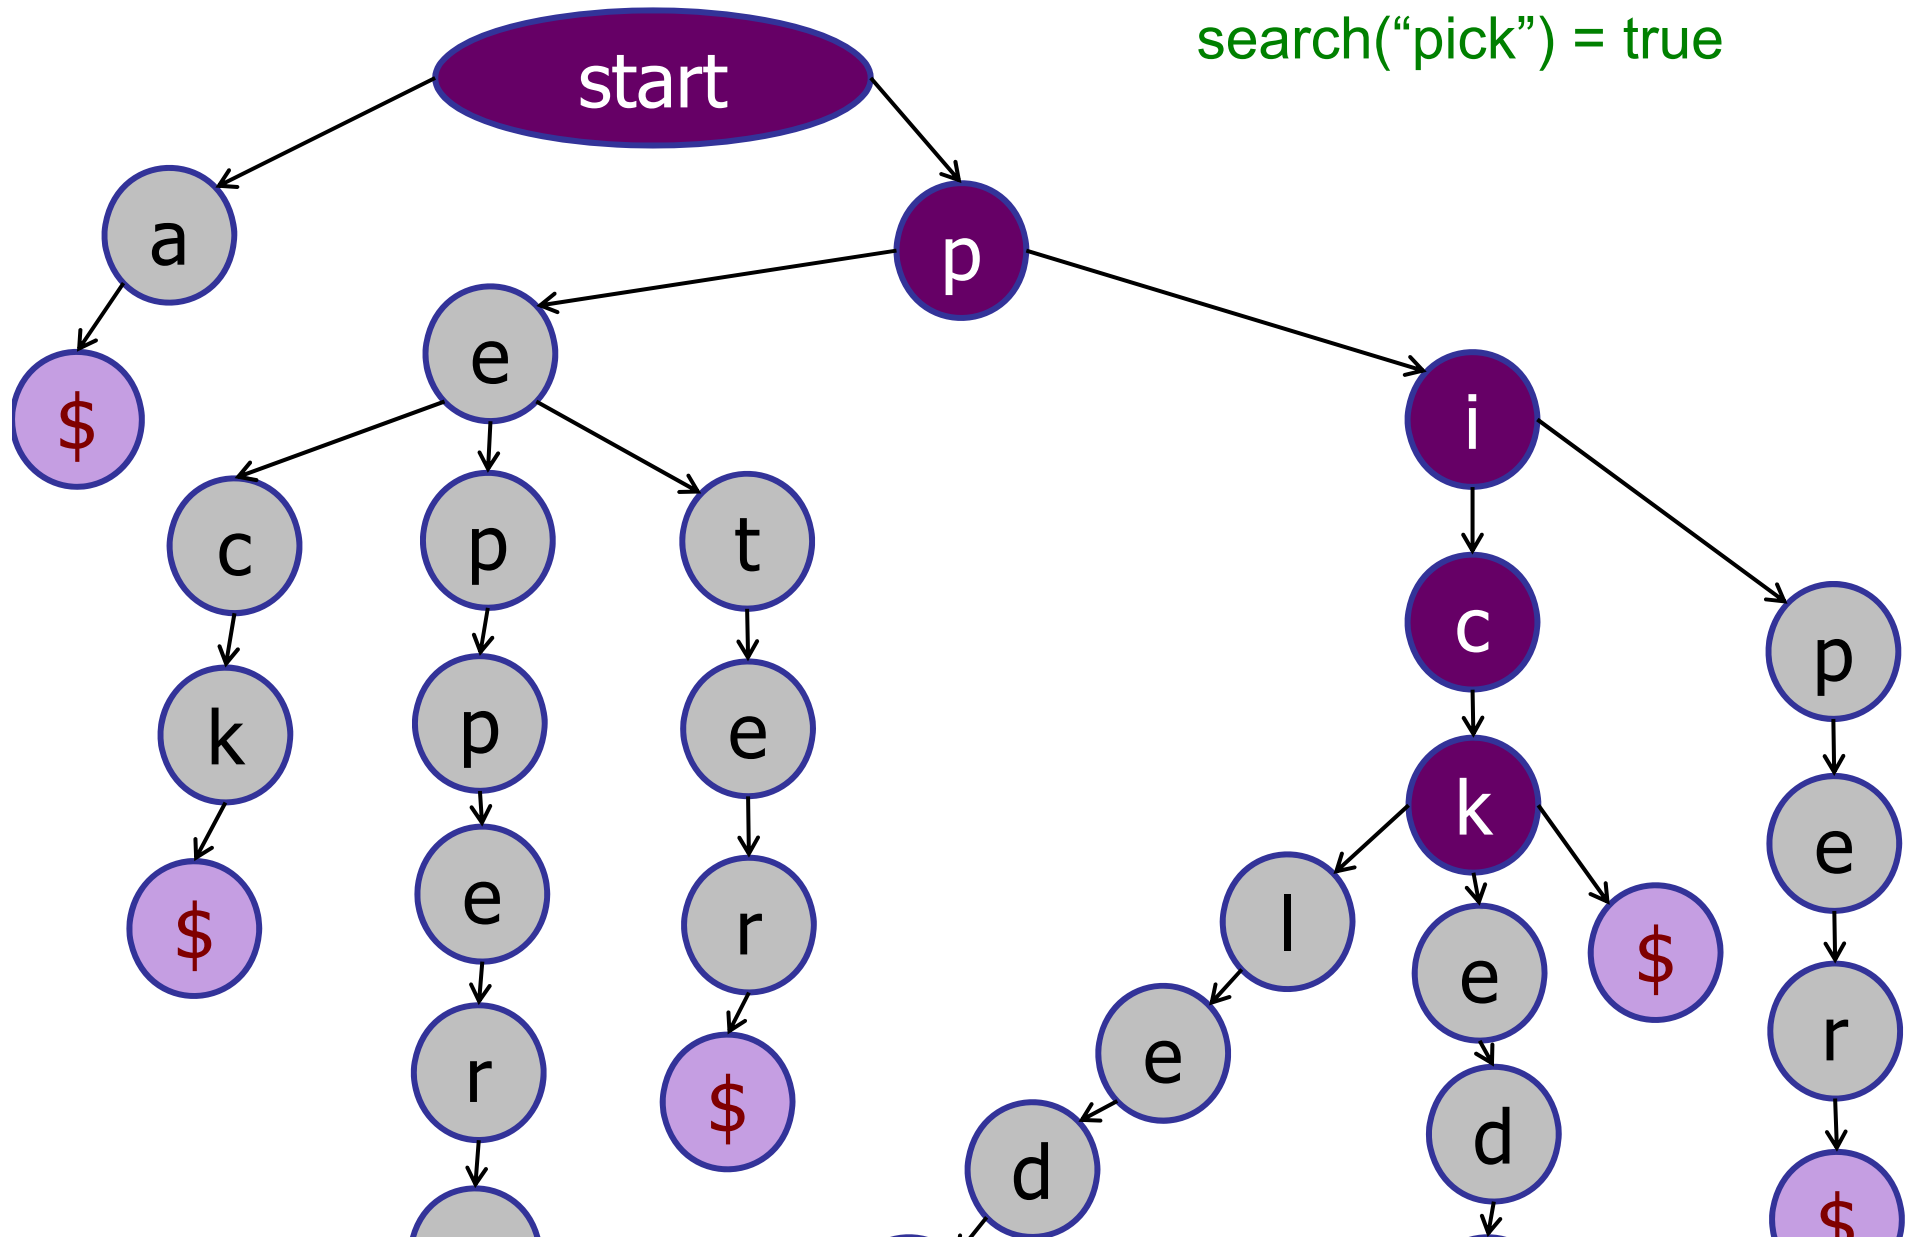 search(“pick”) = true
start
a
p
$
e
i
c
p
t
c
p
k
p
e
k
e
$
e
r
l
e
$
r
r
$
e
d
d
$